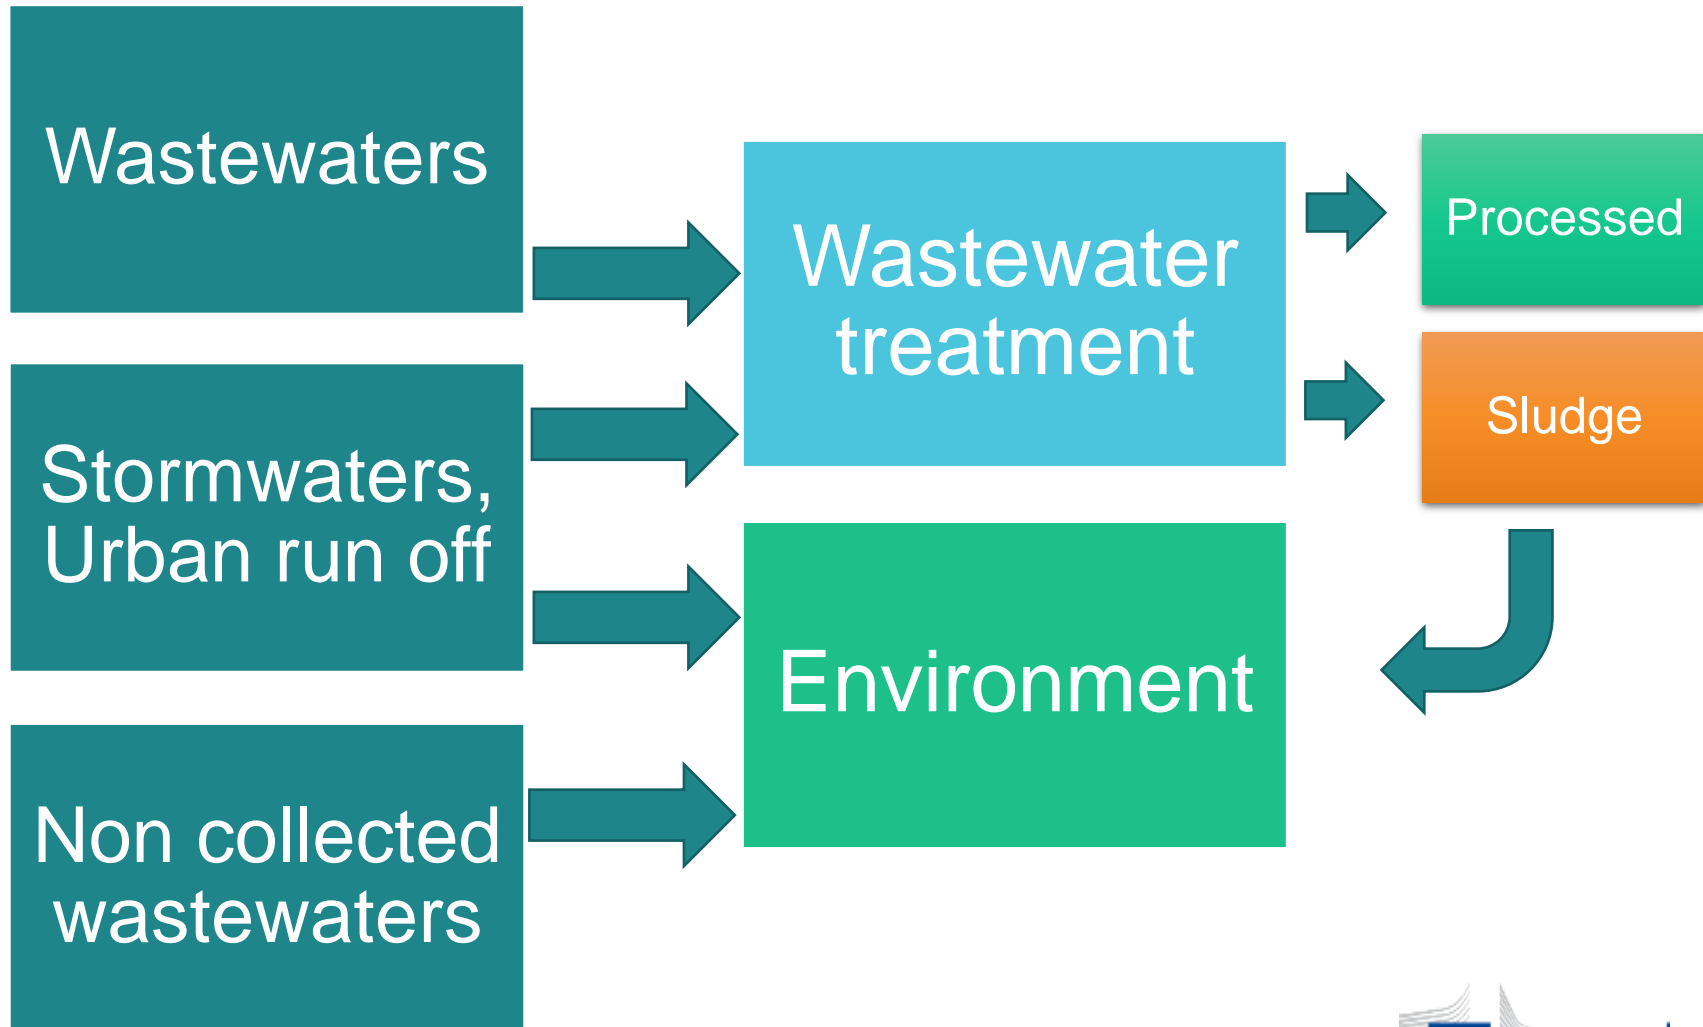 Wastewaters
Stormwaters,
Urban run off
Non collected
wastewaters
Wastewater
treatment
Environment
Processed
Sludge